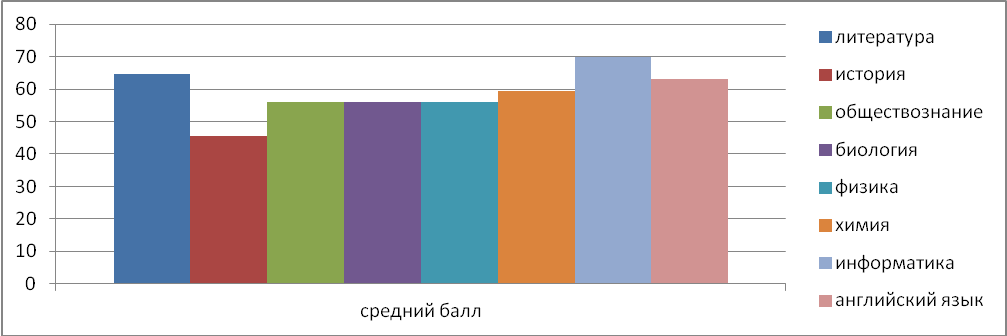 80
70
60
50
40
30
20
10
0
средний балл
литература
история
обществознание
биология
физика
химия
информатика
английский язык